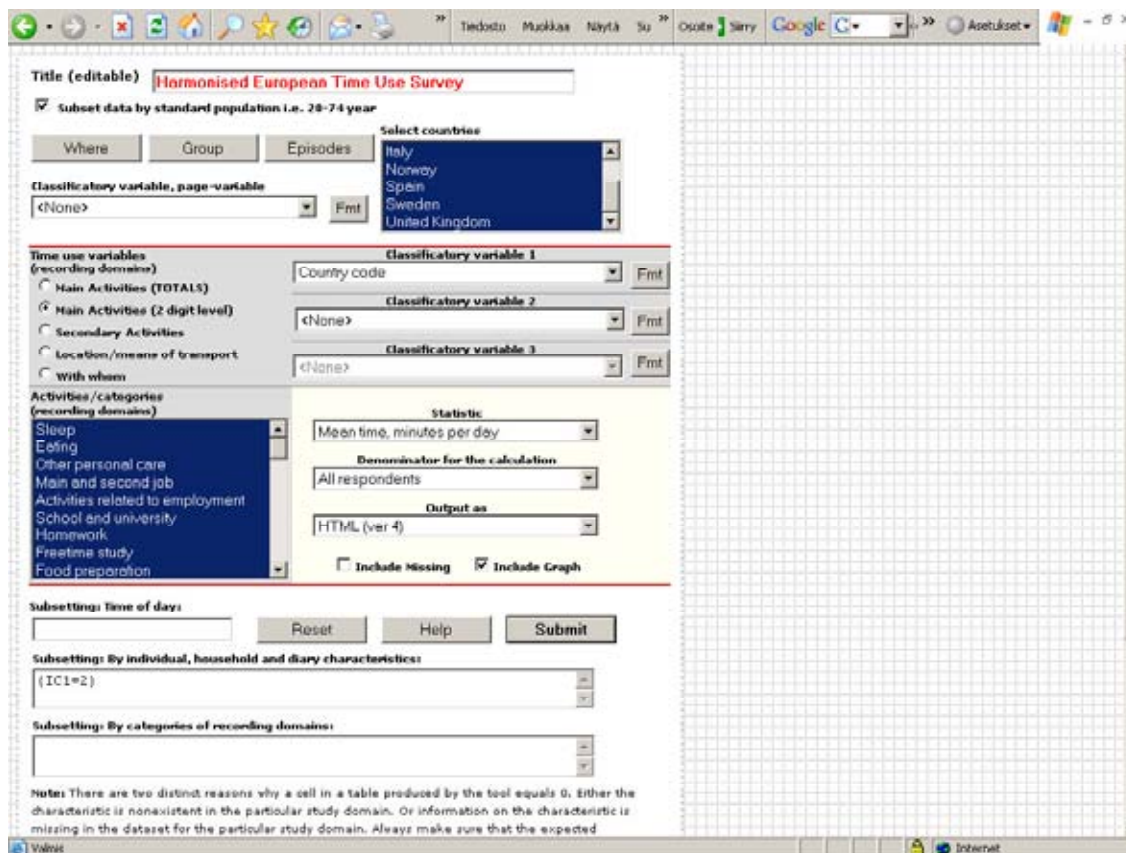 Tiedosto Muokkaa Näytä Su » Osoite Siirry Google G Asetukset
Title (editable) Harmonised European Time Use Survey
Subset data by standard population i.e. 20-74 year
Select countries
Where Group Episodes
Italy
Norway
Spain
Sweden
United Kingdom
Classificatory variable, page-variable
<None> Fmt
Time use variables
(recording domains)
Main Activities (TOTALS)
Main Activities (2 digit level)
Secondary Activities
Location/means of transport
With whom
Classificatory variable 1
Country code Fmt
Classificatory variable 2
<None> Fmt
Classificatory variable 3
<None> Fmt
Activities/categories
(recording domains)
Sleep
Eating
Other personal care
Main and second job
Activities related to employment
School and university
Homework
Freetime study
Food preparation
Statistic
Mean time, minutes per day
Denominator for the calculation
All respondents
Output as
HTML (ver 4)
Include Missing Include Graph
Subsetting: Time of day:
Reset Help Submit
Subsetting: By individual, household and diary characteristics:
(IC1=2)
Subsetting: By categories of recording domains:
Note: There are two distinct reasons why a cell in a table produced by the tool equals 0. Either the
characteristic is nonexistent in the particular study domain. Or information on the characteristic is
missing in the dataset for the particular study domain. Always make sure that the expected
Valmis Internet